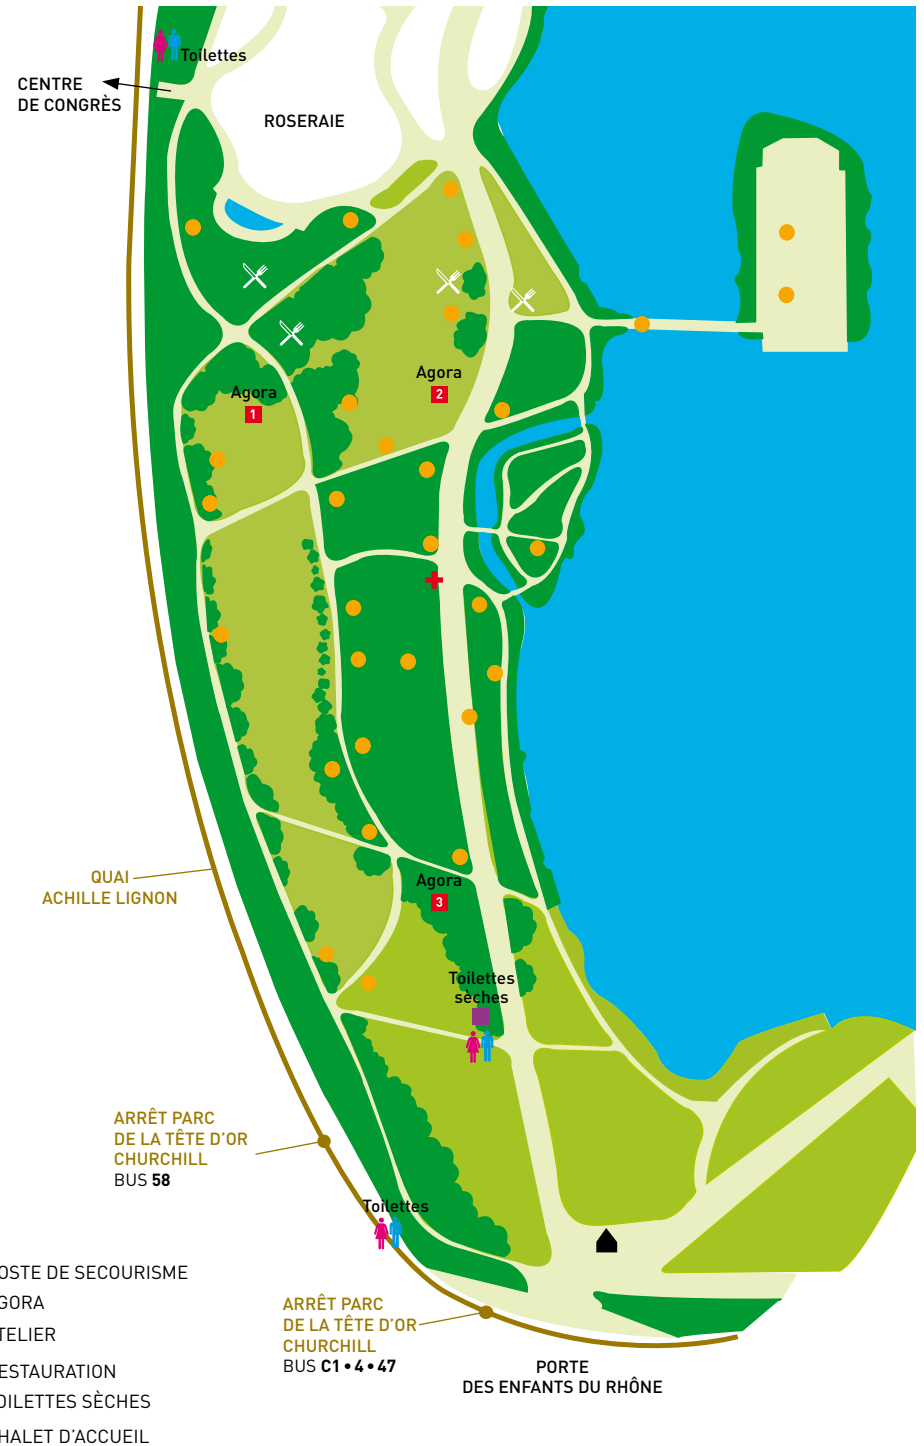 Toilettes
CENTRE
DE CONGRÈS
ROSERAIE
Agora
2
Agora
1
QUAI
ACHILLE LIGNON
Agora
3
Toilettes
sèches
ARRÊT PARC
DE LA TÊTE D'OR
CHURCHILL
BUS 58
Toilettes
OSTE DE SECOURISME
GORA
TELIER
ESTAURATION
OILETTES SÈCHES
HALET D'ACCUEIL
ARRÊT PARC
DE LA TÊTE D'OR
CHURCHILL
BUS C1 • 4 • 47
PORTE
DES ENFANTS DU RHÔNE